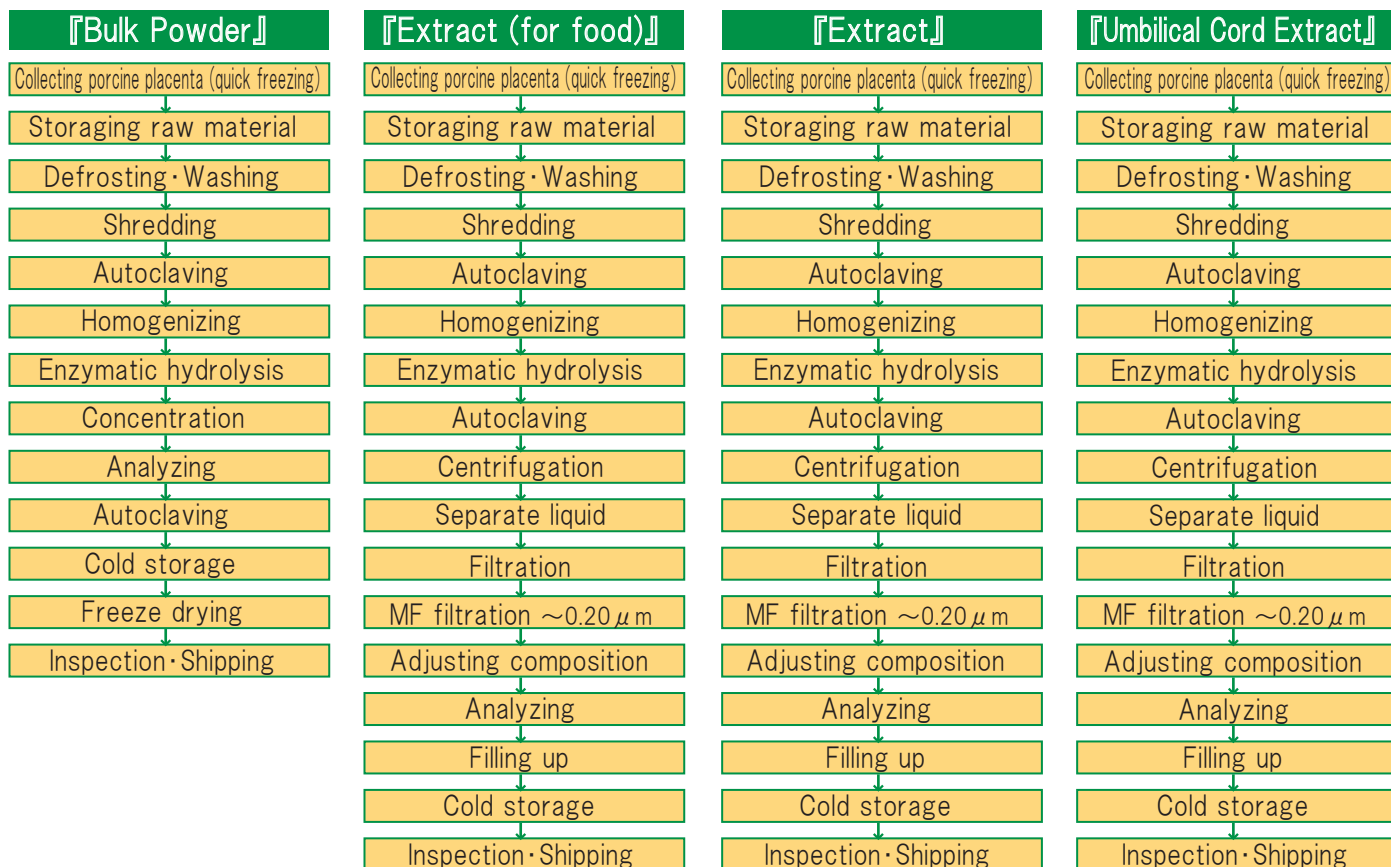 『Bulk Powder』
Collecting porcine placenta (quick freezing)
Storaging raw material
Defrosting・Washing
Shredding
Autoclaving
Homogenizing
Enzymatic hydrolysis
Concentration
Analyzing
Autoclaving
Cold storage
Freeze drying
Inspection・Shipping
『Extract (for food)』
Collecting porcine placenta (quick freezing)
Storaging raw material
Defrosting・Washing
Shredding
Autoclaving
Homogenizing
Enzymatic hydrolysis
Autoclaving
Centrifugation
Separate liquid
Filtration
MF filtration ～0.20μm
Adjusting composition
Analyzing
Filling up
Cold storage
Inspection・Shipping
『Extract』
Collecting porcine placenta (quick freezing)
Storaging raw material
Defrosting・Washing
Shredding
Autoclaving
Homogenizing
Enzymatic hydrolysis
Autoclaving
Centrifugation
Separate liquid
Filtration
MF filtration ～0.20μm
Adjusting composition
Analyzing
Filling up
Cold storage
Inspection・Shipping
『Umbilical Cord Extract』
Collecting porcine placenta (quick freezing)
Storaging raw material
Defrosting・Washing
Shredding
Autoclaving
Homogenizing
Enzymatic hydrolysis
Autoclaving
Centrifugation
Separate liquid
Filtration
MF filtration ～0.20μm
Adjusting composition
Analyzing
Filling up
Cold storage
Inspection・Shipping